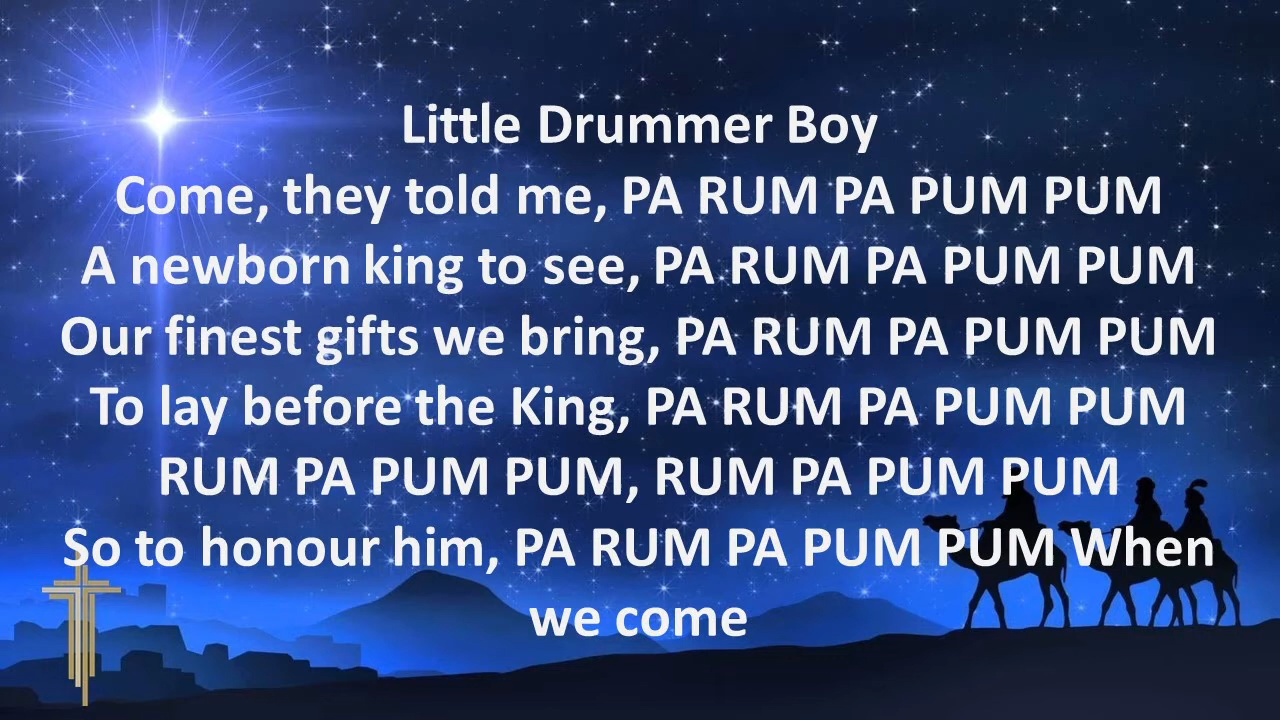 Little Drummer Boy
Come, they told me, PA RUM PA PUM PUM
A newborn king to see, PA RUM PA PUM PUM
Our finest gifts we bring, PA RUM PA PUM PUM
To lay before the King, PA RUM PA PUM PUM
RUM PA PUM PUM, RUM PA PUM PUM
So to honour him, PA RUM PA PUM PUM When
we come